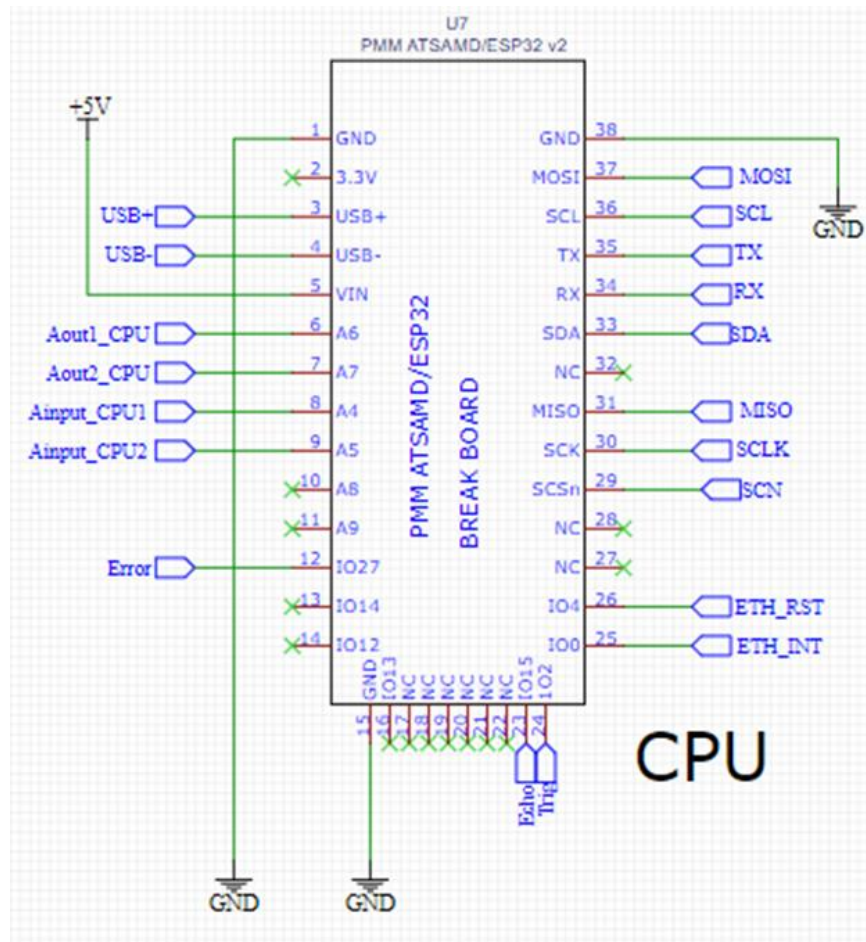 U7
PMM ATSAMD/ESP32 v2
+5V
1 GND
2 3.3V
USB+ 3 USB+
USB- 4 USB-
5 VIN
Aout1_CPU 6 A6
Aout2_CPU 7 A7
Ainput_CPU1 8 A4
Ainput_CPU2 9 A5
10 A8
11 A9
Error 12 IO27
13 IO14
14 IO12
PMM ATSAMD/ESP32
BREAK BOARD
GND 38
MOSI 37 MOSI
SCL 36 SCL
TX 35 TX
RX 34 RX
SDA 33 SDA
NC 32
MISO 31 MISO
SCK 30 SCLK
SCSn 29 SCN
NC 28
NC 27
IO4 26 ETH_RST
IO0 25 ETH_INT
GND
GND 15
IO13 16
NC 17
NC 18
NC 19
NC 20
NC 21
NC 22
IO15 23 Echo
IO2 24 Trig
CPU
GND
GND